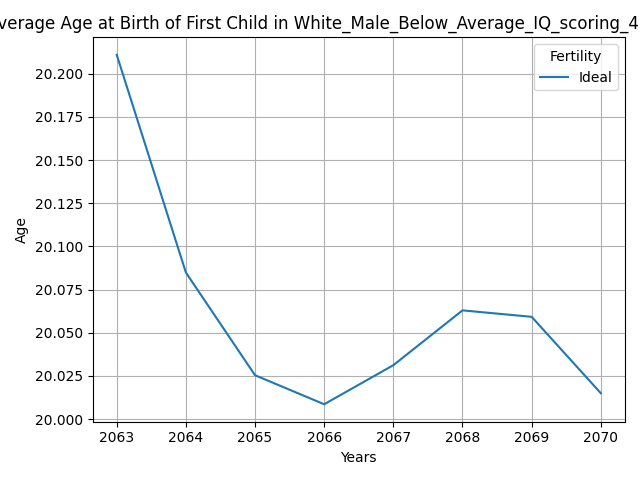 verage Age at Birth of First Child in White_Male_Below_Average_IQ_scoring_4
Fertility
Ideal
20.200
20.175
20.150
20.125
20.100
20.075
20.050
20.025
20.000
Age
2063 2064 2065 2066 2067 2068 2069 2070
Years